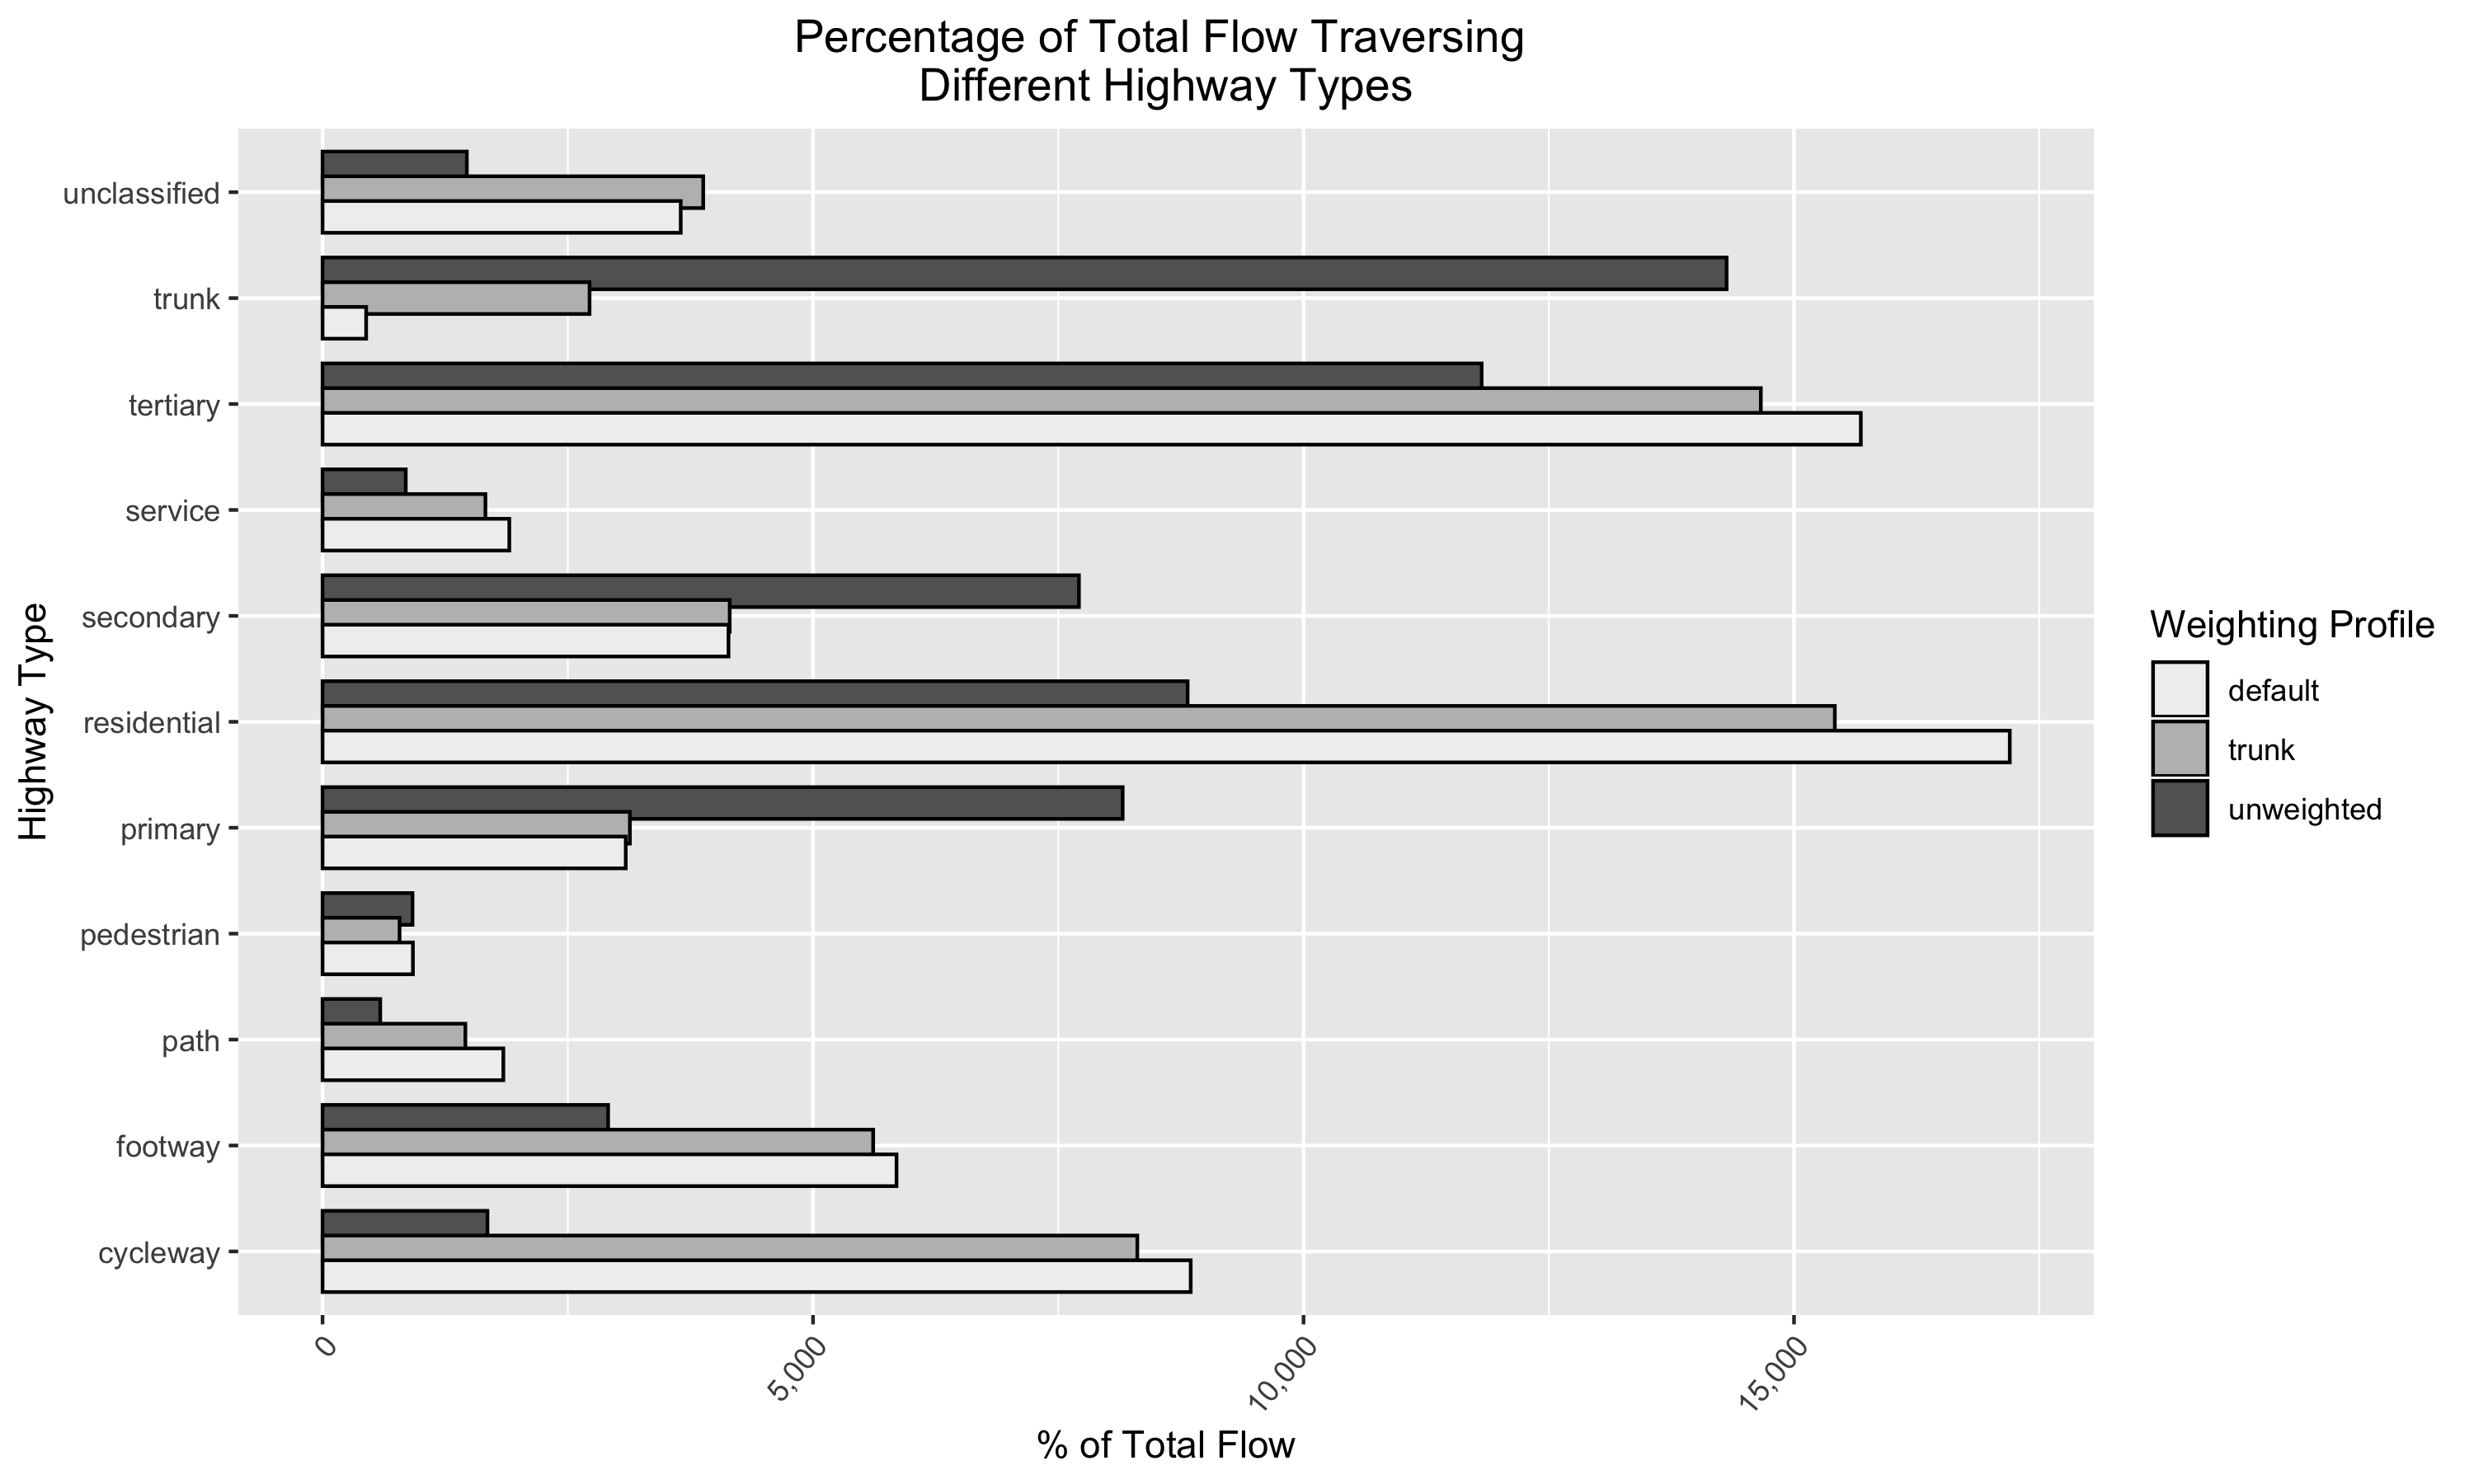 Percentage of Total Flow Traversing
Different Highway Types
Highway Type
unclassified
trunk
tertiary
service
secondary
residential
primary
pedestrian
path
footway
cycleway
0
5,000
10,000
15,000
% of Total Flow
Weighting Profile
default
trunk
unweighted